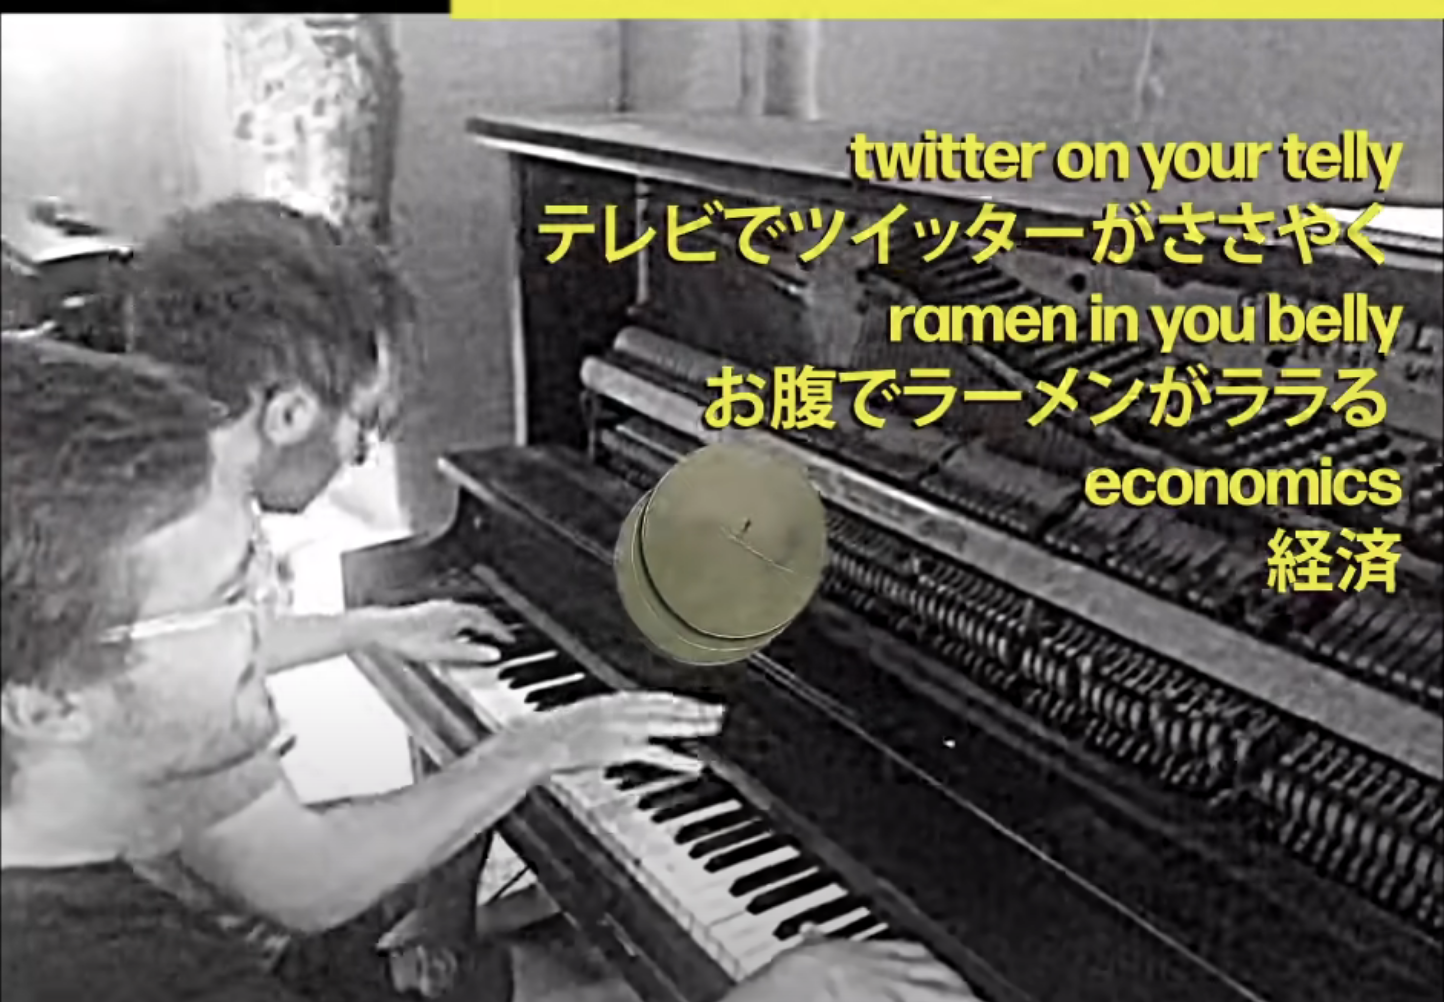 twitter on your telly
テレビでツイッターがささやく
ramen in you belly
お腹でラーメンがララる
economics
経済